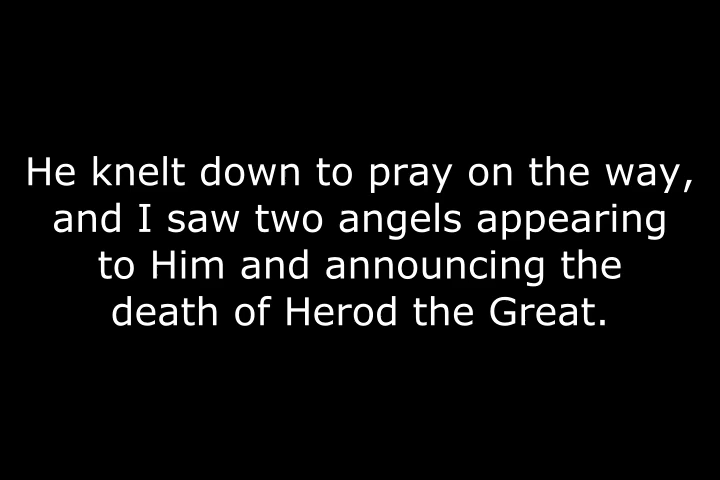 He knelt down to pray on the way,
and I saw two angels appearing
to Him and announcing the
death of Herod the Great.